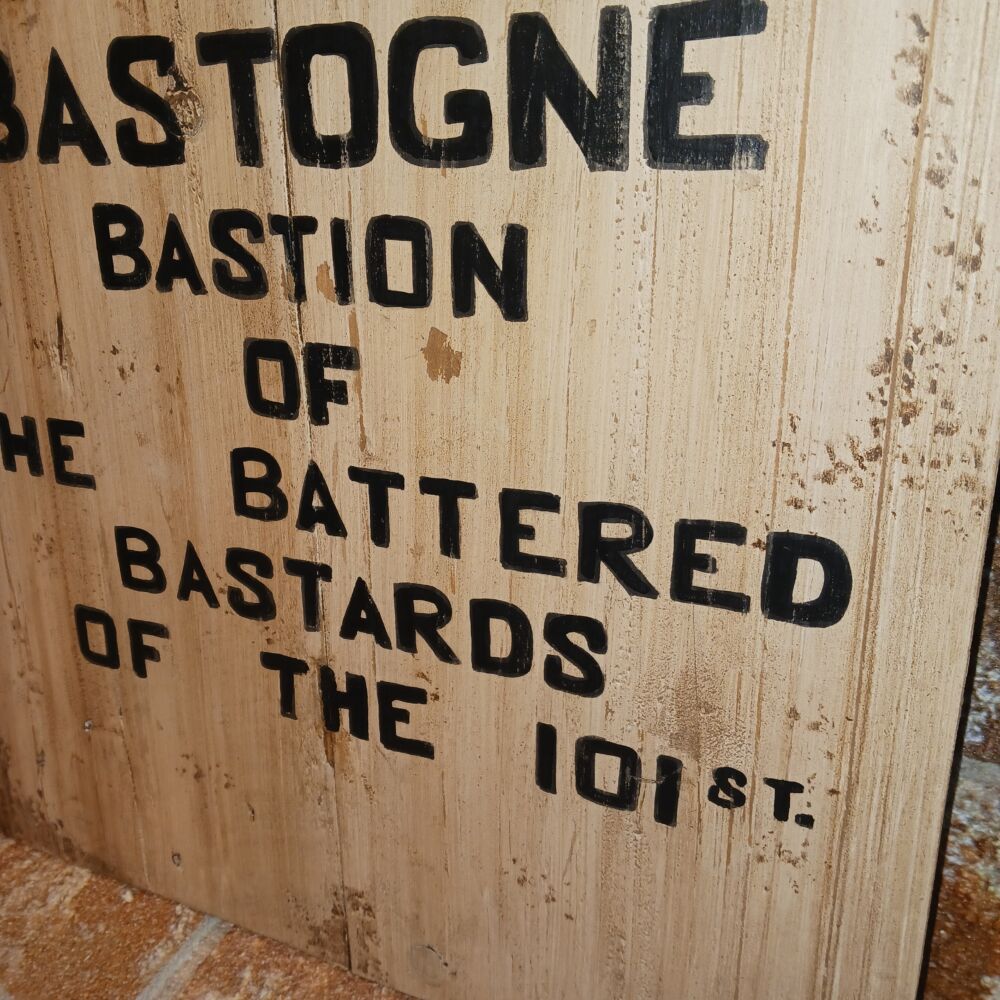 BASTOGNE
BASTION
OF
HE BATTERED
BASTARDS
OF THE 101ST.